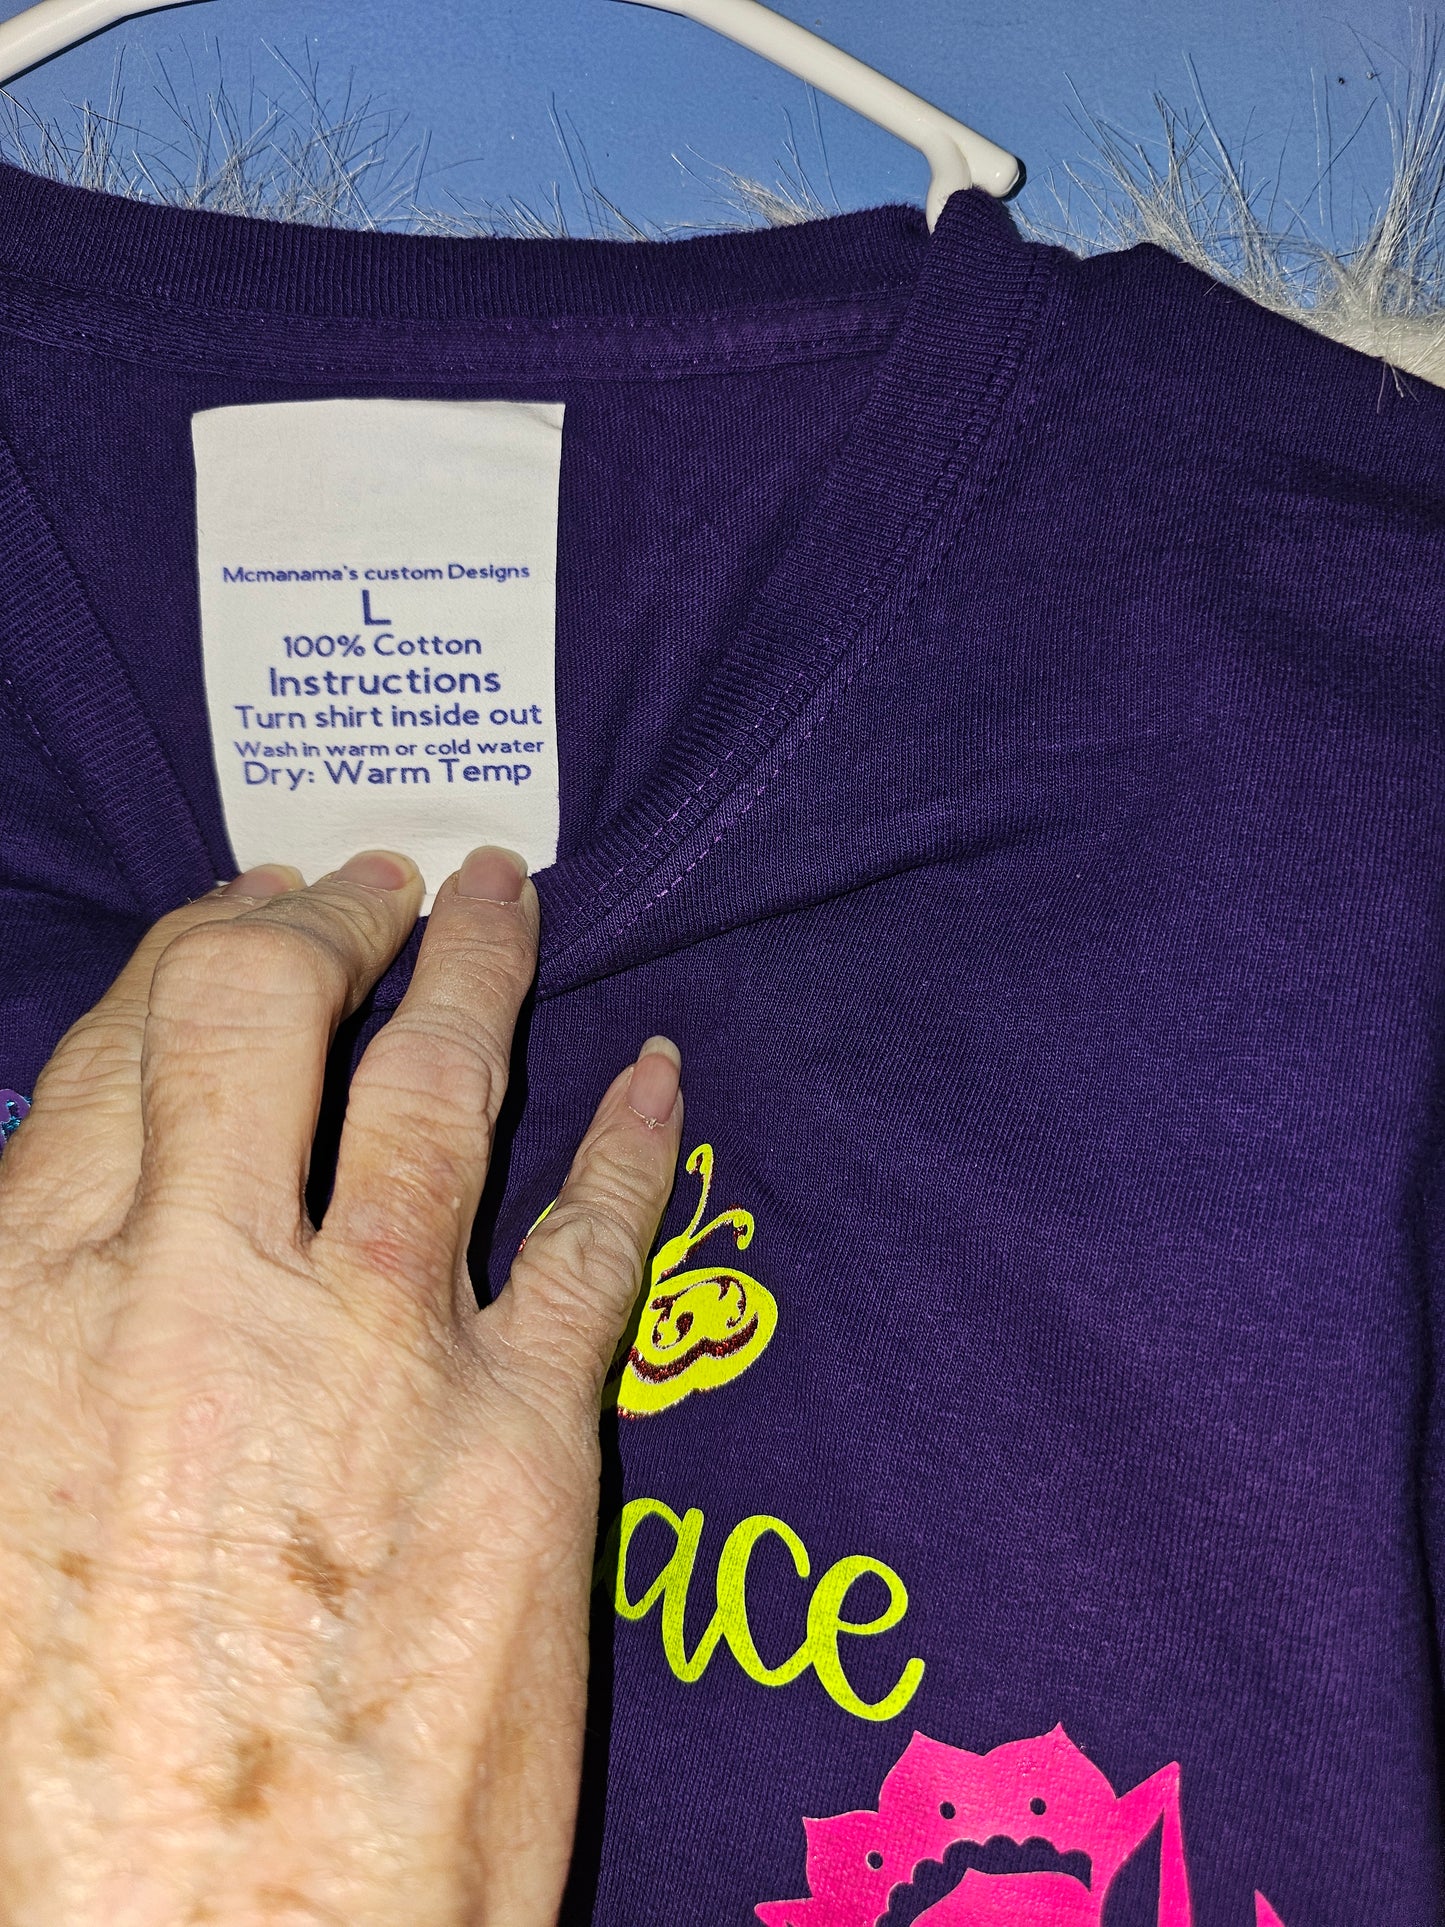 Mcmanama's custom Designs
L
100% Cotton
Instructions
Turn shirt inside out
Wash in warm or cold water
Dry: Warm Temp
ace